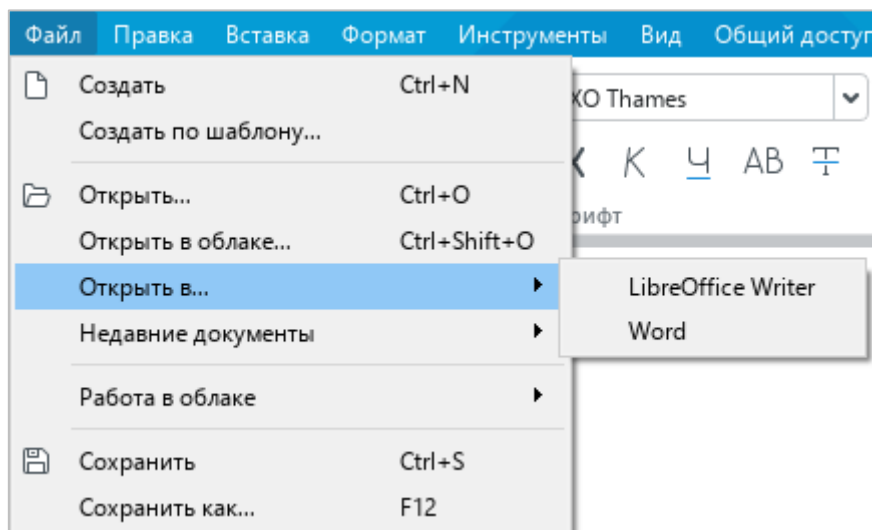 Файл Правка Вставка Формат Инструменты Вид Общий доступ
Создать Ctrl+N
XO Thames
Создать по шаблону...
К Ч АВ Т
Открыть... Ctrl+O
Открыть в облаке... Ctrl+Shift+O
Открыть в...
LibreOffice Writer
Недавние документы
Word
Работа в облаке
Сохранить Ctrl+S
Сохранить как... F12